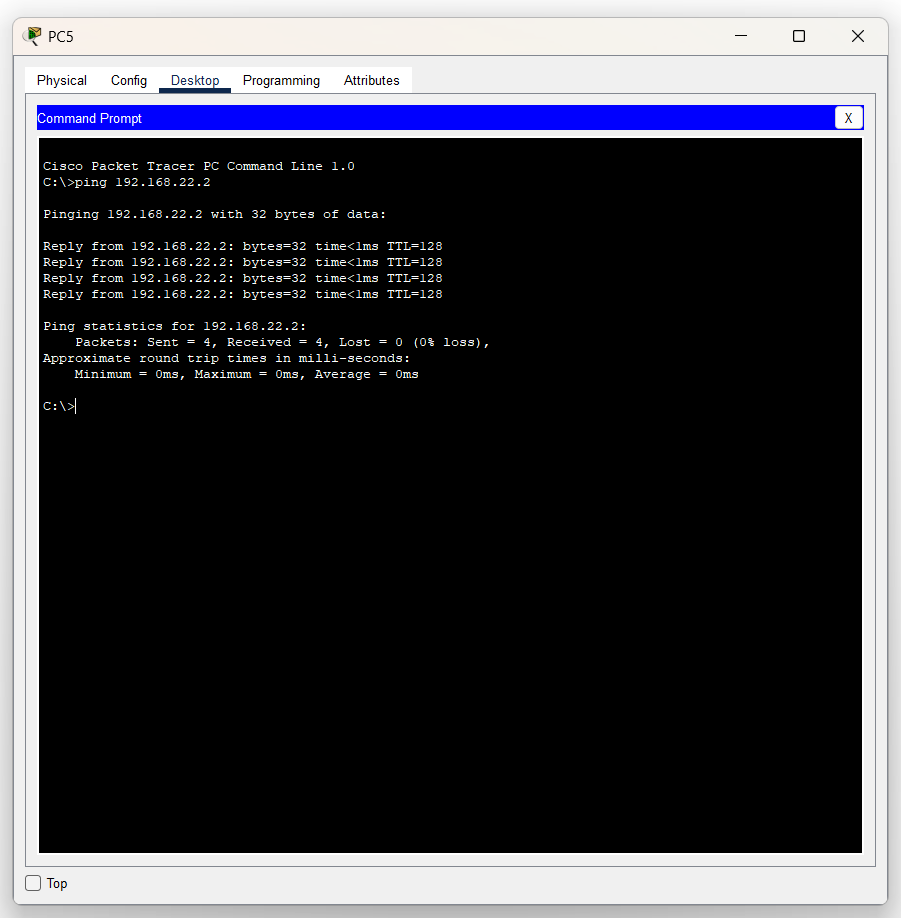 PC5
Physical Config Desktop Programming Attributes
Command Prompt
X
Cisco Packet Tracer PC Command Line 1.0
C:\>ping 192.168.22.2
Pinging 192.168.22.2 with 32 bytes of data:
Reply from 192.168.22.2: bytes=32 time<1ms TTL=128
Reply from 192.168.22.2: bytes=32 time<1ms TTL=128
Reply from 192.168.22.2: bytes=32 time<1ms TTL=128
Reply from 192.168.22.2: bytes=32 time<1ms TTL=128
Ping statistics for 192.168.22.2:
    Packets: Sent = 4, Received = 4, Lost = 0 (0% loss),
Approximate round trip times in milli-seconds:
    Minimum = 0ms, Maximum = 0ms, Average = 0ms
C:\>
Top